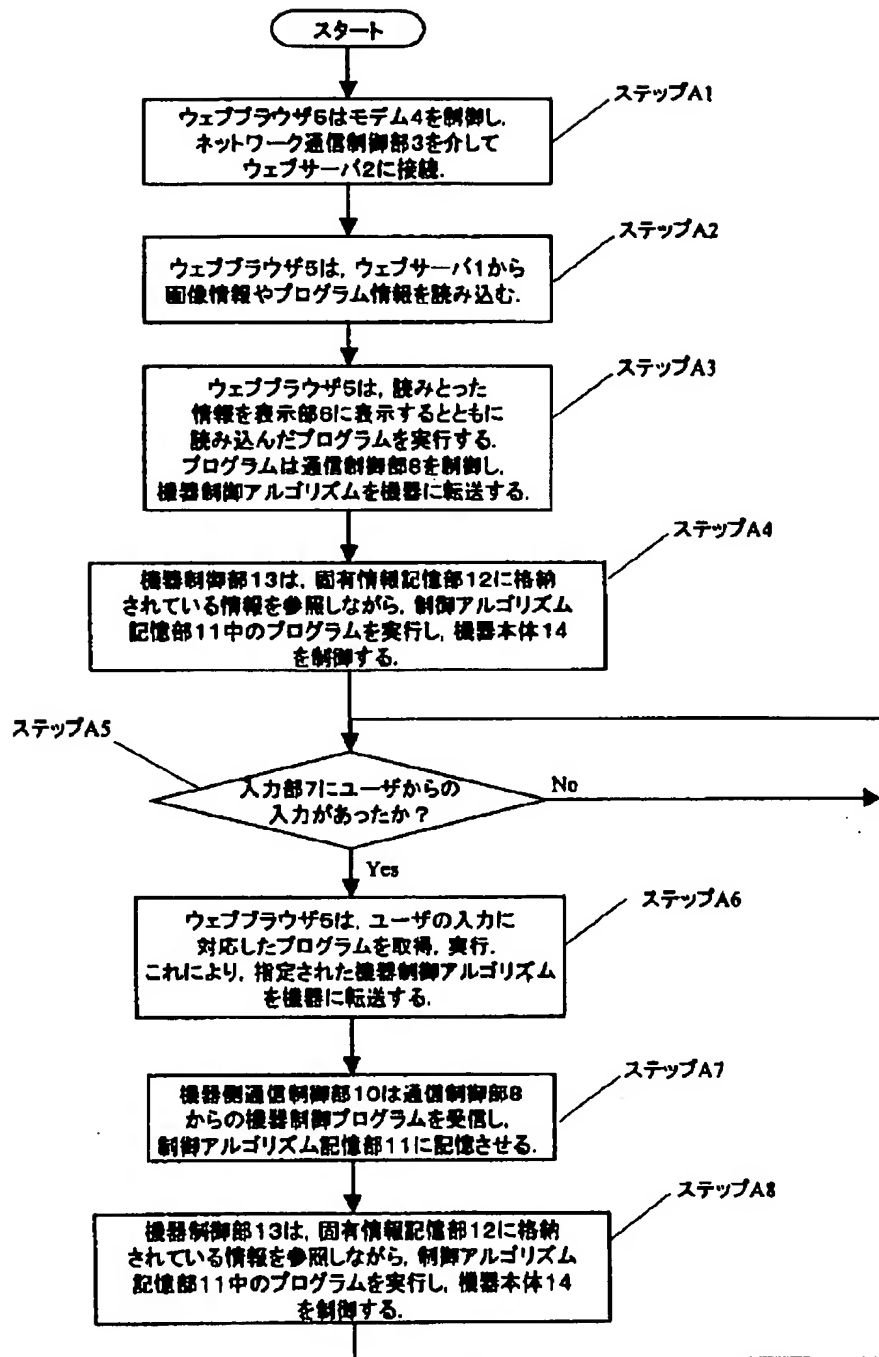 スタート
ステップA1
ウェブブラウザ5はモデム4を制御し,
ネットワーク通信制御部3を介して
ウェブサーバ2に接続.
ステップA2
ウェブブラウザ5は, ウェブサーバ1から
画像情報やプログラム情報を読み込む.
ステップA3
ウェブブラウザ5は, 読みとった
情報を表示部6に表示するとともに
読み込んだプログラムを実行する.
プログラムは通信制御部8を制御し,
機器制御アルゴリズムを機器に転送する.
ステップA4
機器制御部13は, 固有情報記憶部12に格納
されている情報を参照しながら, 制御アルゴリズム
記憶部11中のプログラムを実行し, 機器本体14
を制御する.
ステップA5
入力部7にユーザからの
入力があったか?
No
Yes
ステップA6
ウェブブラウザ5は, ユーザの入力に
対応したプログラムを取得, 実行.
これにより, 指定された機器制御アルゴリズム
を機器に転送する.
ステップA7
機器側通信制御部10は通信制御部8
からの機器制御プログラムを受信し,
制御アルゴリズム記憶部11に記憶させる.
ステップA8
機器制御部13は, 固有情報記憶部12に格納
されている情報を参照しながら, 制御アルゴリズム
記憶部11中のプログラムを実行し, 機器本体14
を制御する.